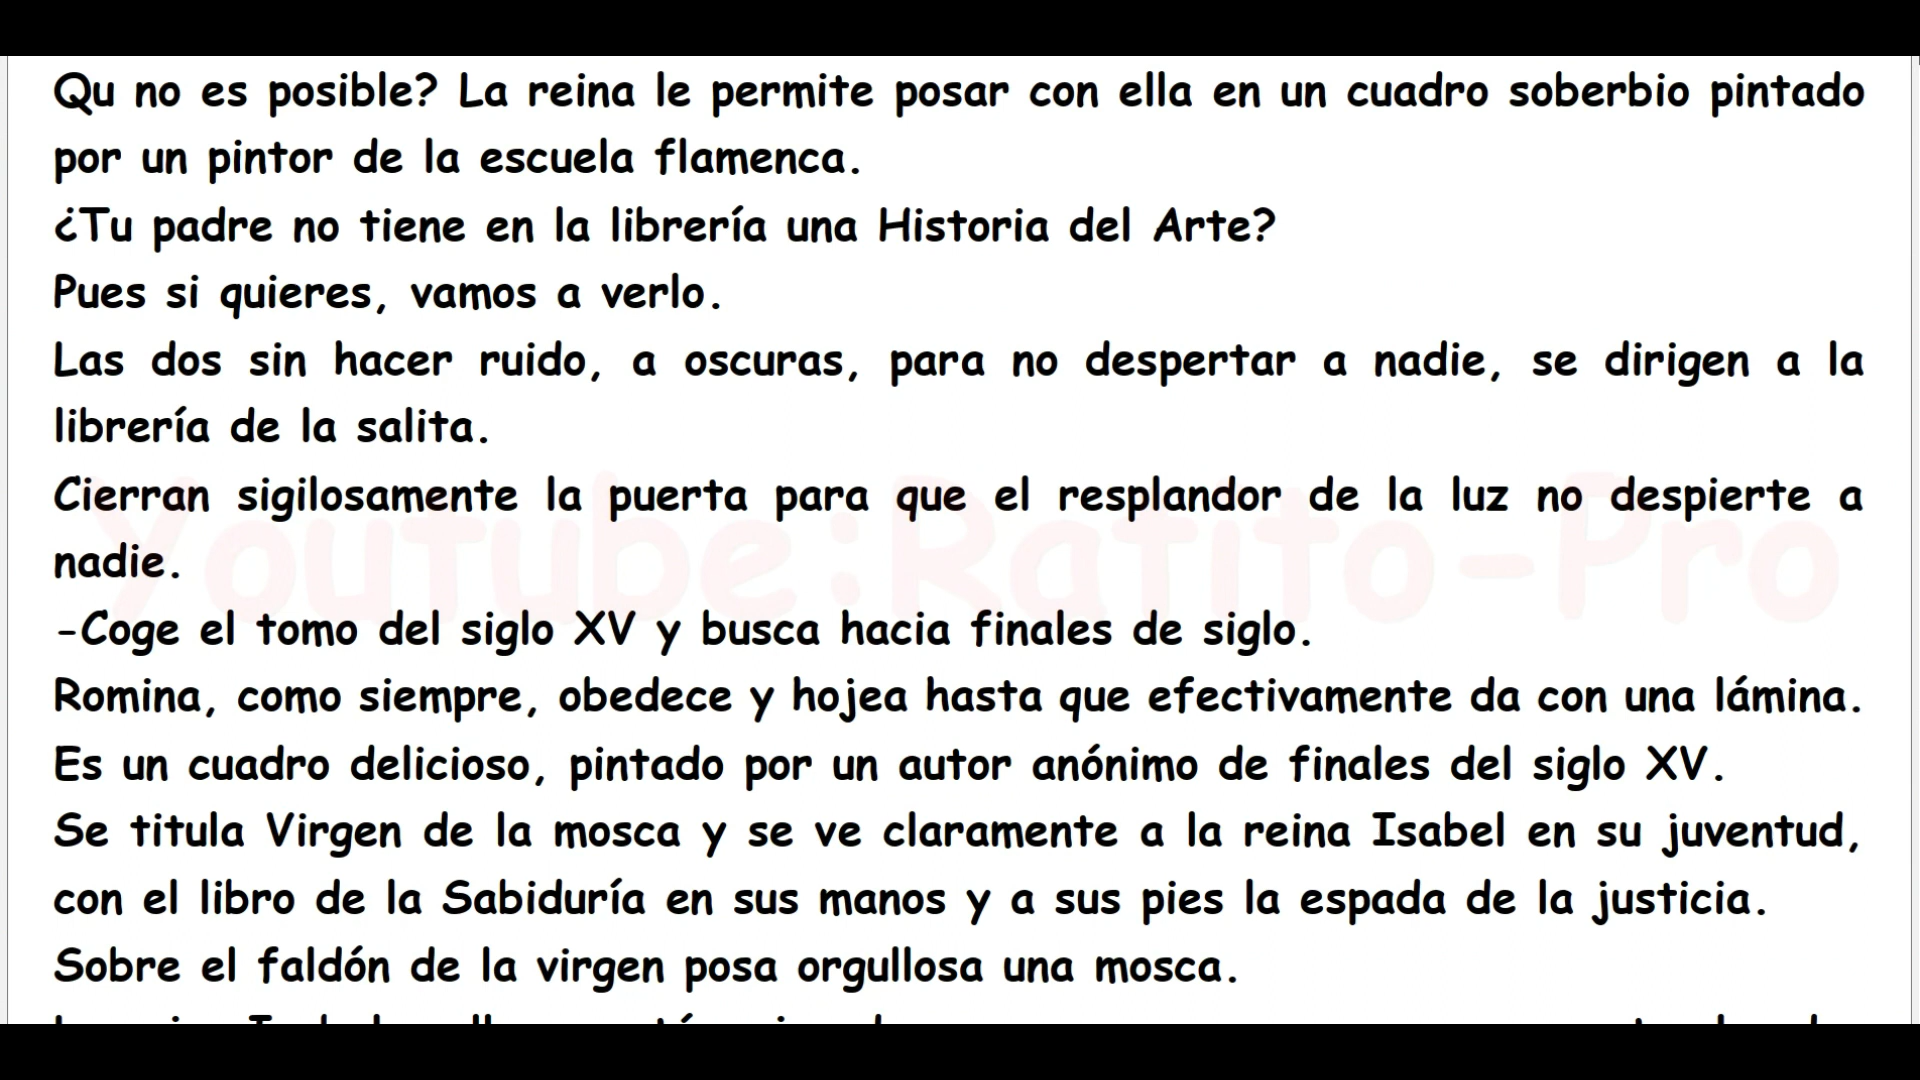 Qu no es posible? La reina le permite posar con ella en un cuadro soberbio pintado
por un pintor de la escuela flamenca.
¿Tu padre no tiene en la librería una Historia del Arte?
Pues si quieres, vamos a verlo.
Las dos sin hacer ruido, a oscuras, para no despertar a nadie, se dirigen a la
librería de la salita.
Cierran sigilosamente la puerta para que el resplandor de la luz no despierte a
nadie.
Youtube:Ratito-Pro
-Coge el tomo del siglo XV y busca hacia finales de siglo.
Romina, como siempre, obedece y hojea hasta que efectivamente da con una lámina.
Es un cuadro delicioso, pintado por un autor anónimo de finales del siglo XV.
Se titula Virgen de la mosca y se ve claramente a la reina Isabel en su juventud,
con el libro de la Sabiduría en sus manos y a sus pies la espada de la justicia.
Sobre el faldón de la virgen posa orgullosa una mosca.